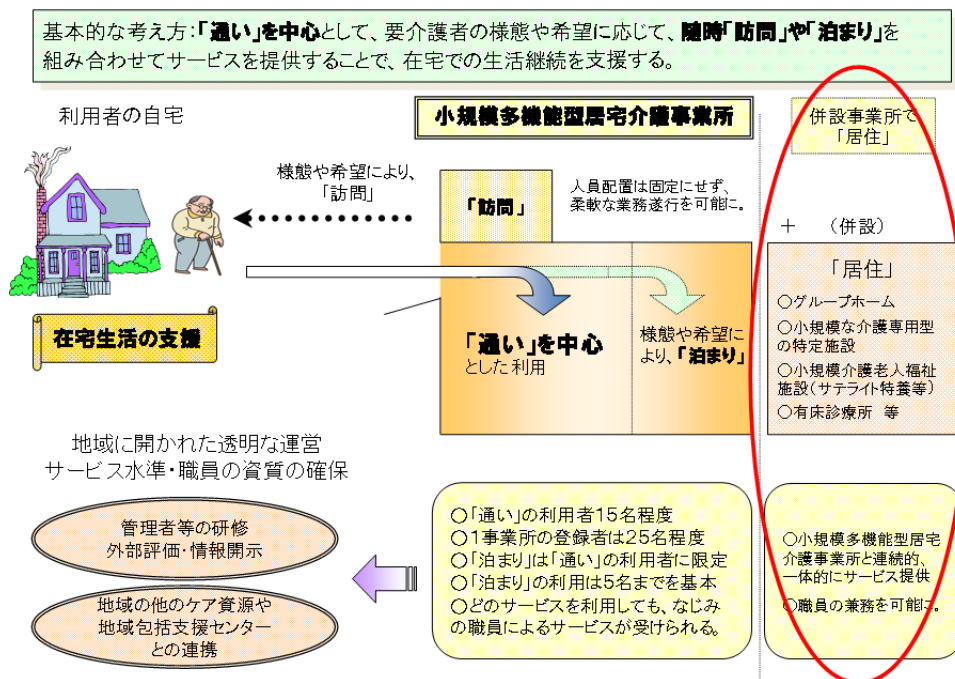 基本的な考え方:「通い」を中心として、要介護者の様態や希望に応じて、随時「訪問」や「泊まり」を
組み合わせてサービスを提供することで、在宅での生活継続を支援する。
利用者の自宅
小規模多機能型居宅介護事業所
併設事業所で
「居住」
様態や希望により、
「訪問」
「訪問」
人員配置は固定にせず、
柔軟な業務遂行を可能に。
+ (併設)
「居住」
○グループホーム
○小規模な介護専用型
の特定施設
○小規模介護老人福祉
施設(サテライト特養等)
○有床診療所 等
在宅生活の支援
「通い」を中心
とした利用
様態や希望に
より、「泊まり」
地域に開かれた透明な運営
サービス水準・職員の資質の確保
管理者等の研修
外部評価・情報開示
地域の他のケア資源や
地域包括支援センター
との連携
○「通い」の利用者15名程度
○1事業所の登録者は25名程度
○「泊まり」は「通い」の利用者に限定
○「泊まり」の利用は5名までを基本
○どのサービスを利用しても、なじみ
の職員によるサービスが受けられる。
○小規模多機能型居宅
介護事業所と連続的、
一体的にサービス提供
○職員の兼務を可能に。